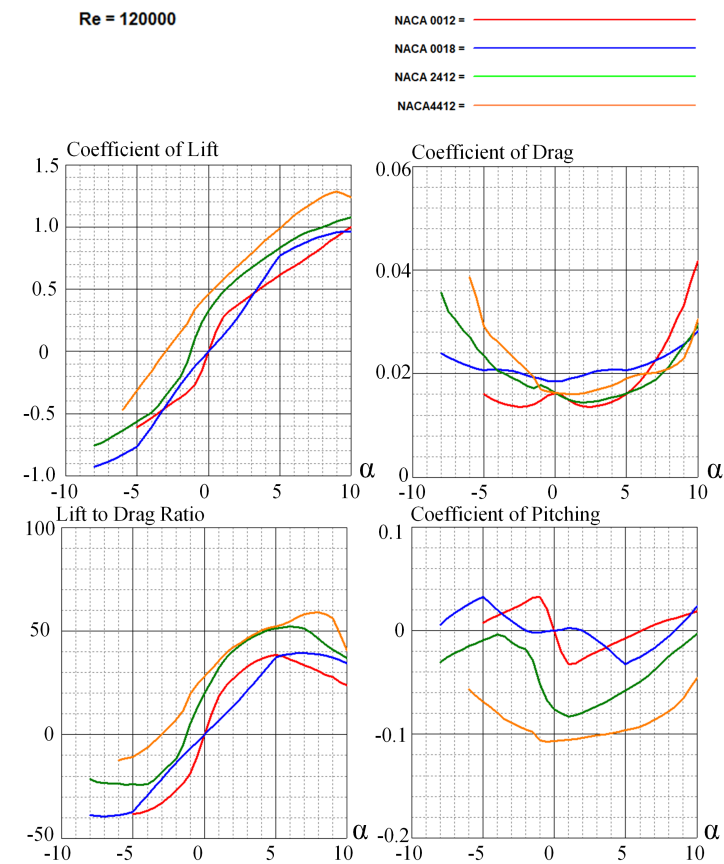 Re = 120000
NACA 0012 =
NACA 0018 =
NACA 2412 =
NACA4412 =
Coefficient of Lift
1.5
1.0
0.5
0
-0.5
-1.0
-10 -5 0 5 10 α
Coefficient of Drag
0.06
0.04
0.02
0
-10 -5 0 5 10 α
Lift to Drag Ratio
100
50
0
-50
-10 -5 0 5 10 α
Coefficient of Pitching
0.1
0
-0.1
-0.2
-10 -5 0 5 10 α